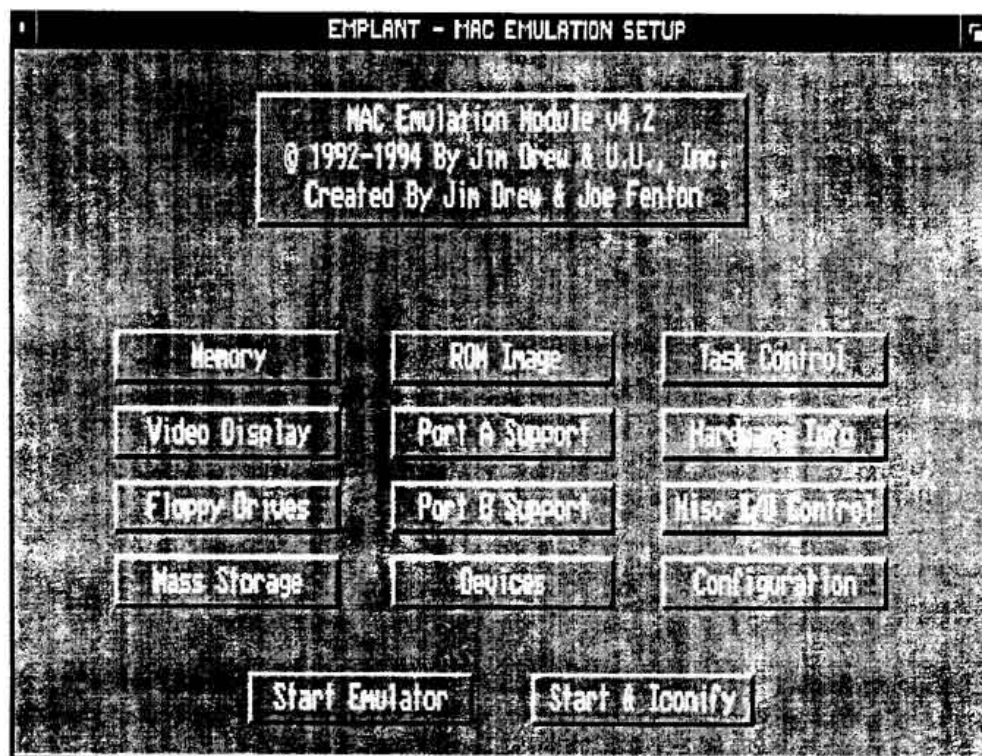 EMPLANT - MAC EMULATION SETUP
MAC Emulation Module v4.2
@ 1992-1994 By Jim Drew & U.U., Inc.
Created By Jim Drew & Joe Fenton
Memory
ROM Image
Task Control
Video Display
Port A Support
Hardware Info
Floppy Drives
Port B Support
Misc I/O Control
Mass Storage
Devices
Configuration
Start Emulator
Start & Iconify